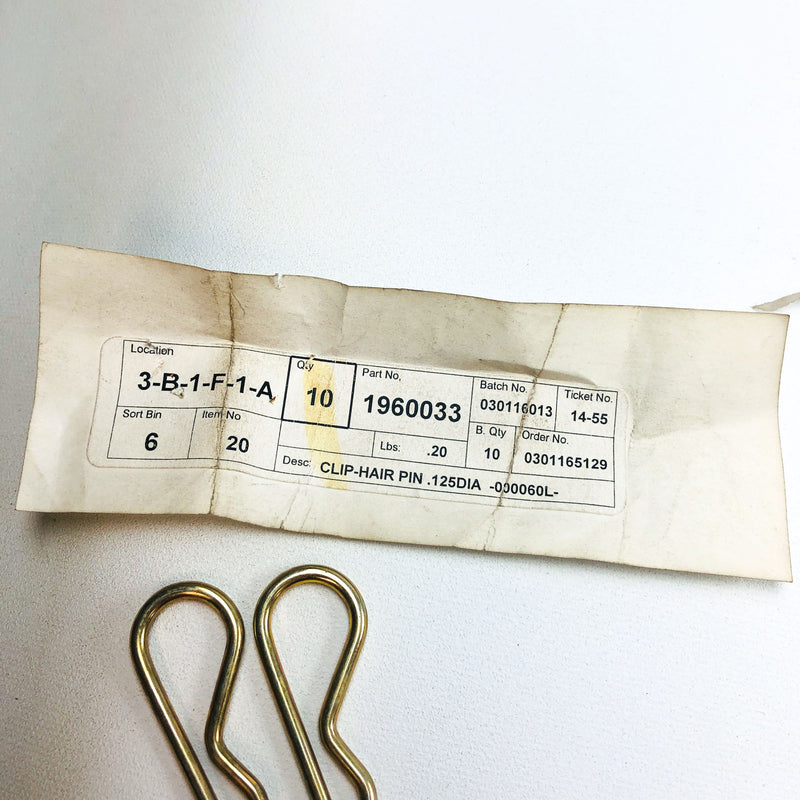 Location Qty Part No, Batch No. Ticket No.
3-B-1-F-1-A 10 1960033 030116013 14-55
Sort Bin Item No Lbs: .20 B. Qty Order No.
6 20 10 0301165129
Desc: CLIP-HAIR PIN .125DIA -000060L-